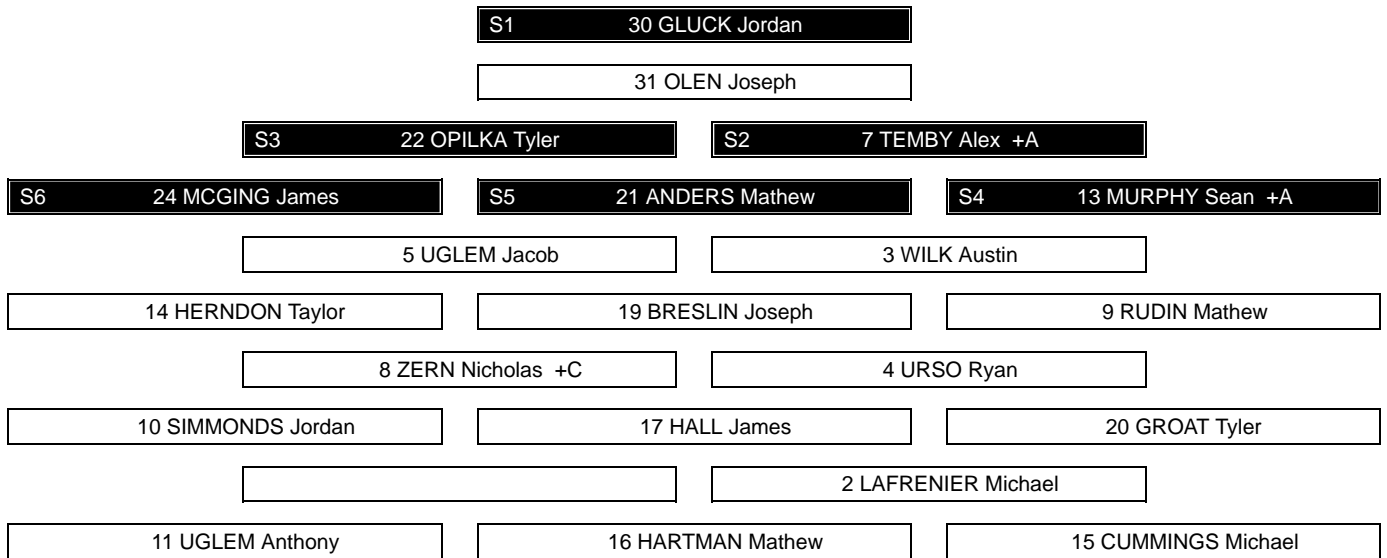 S1 30 GLUCK Jordan
31 OLEN Joseph
S3 22 OPILKA Tyler S2 7 TEMBY Alex +A
S6 24 MCGING James S5 21 ANDERS Mathew S4 13 MURPHY Sean +A
5 UGLEM Jacob 3 WILK Austin
14 HERNDON Taylor 19 BRESLIN Joseph 9 RUDIN Mathew
8 ZERN Nicholas +C 4 URSO Ryan
10 SIMMONDS Jordan 17 HALL James 20 GROAT Tyler
2 LAFRENIER Michael
11 UGLEM Anthony 16 HARTMAN Mathew 15 CUMMINGS Michael